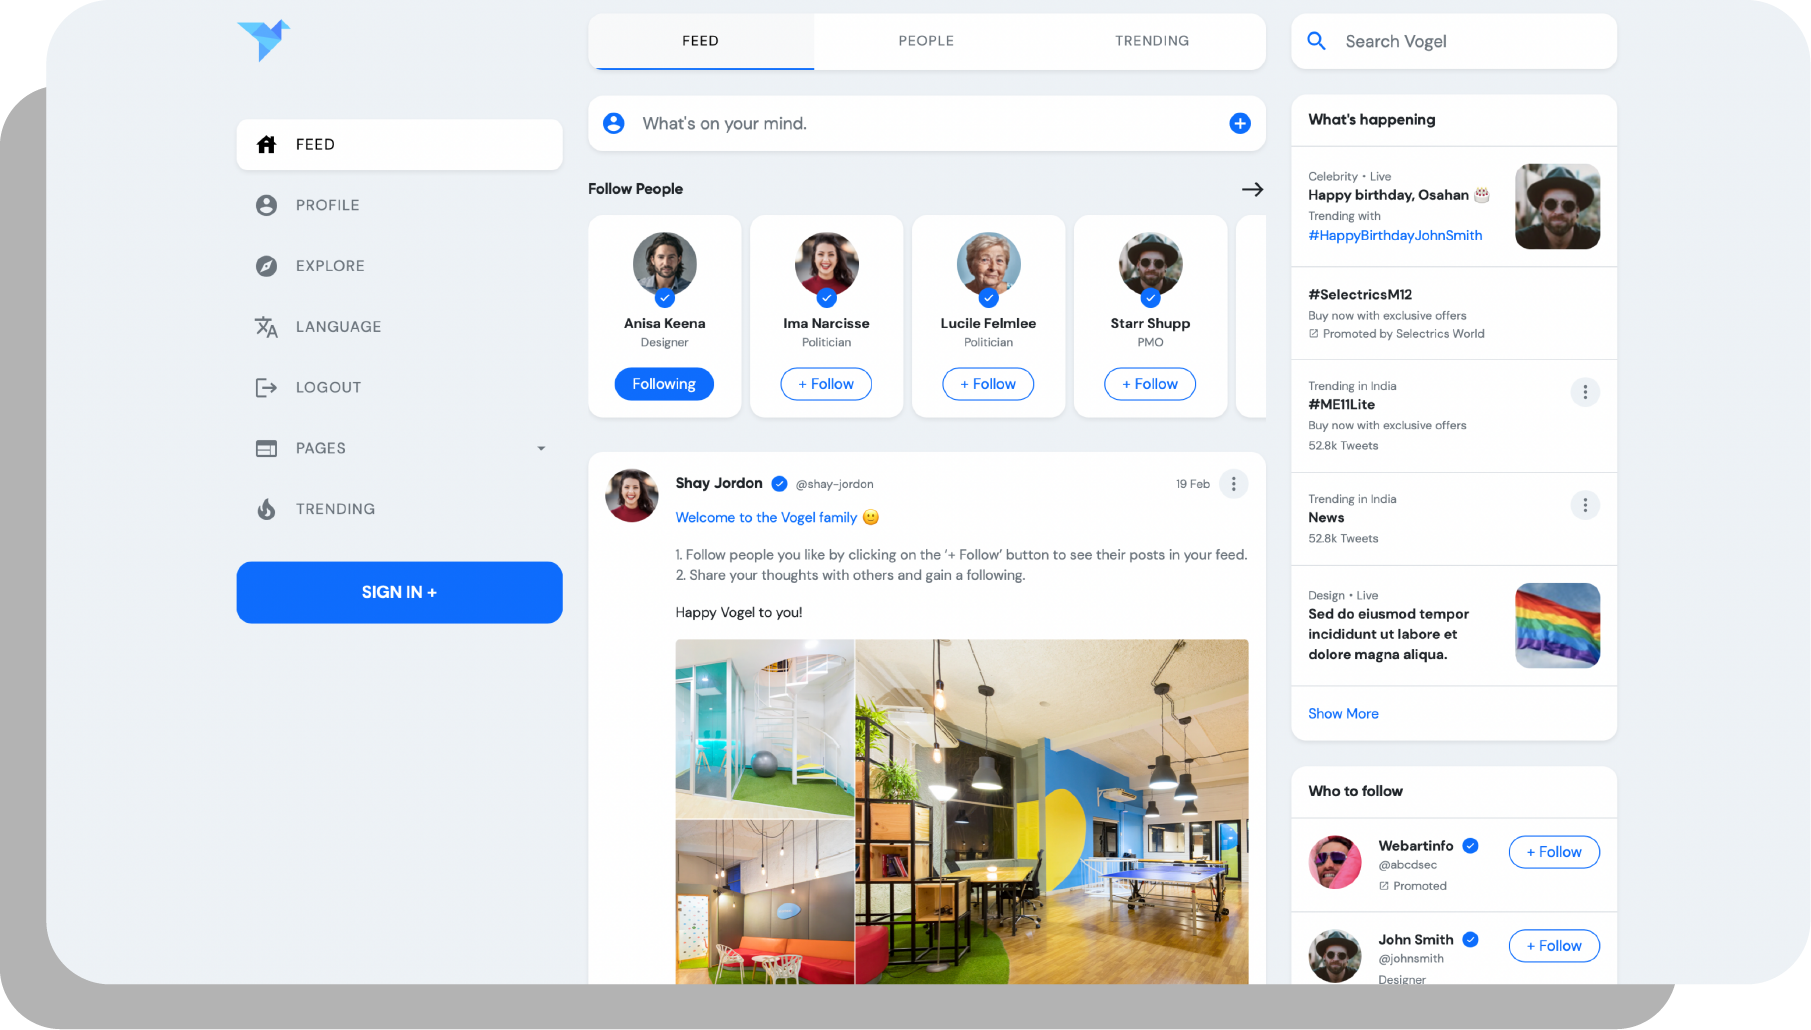 FEED
PROFILE
EXPLORE
LANGUAGE
LOGOUT
PAGES
TRENDING
SIGN IN +
FEED
PEOPLE
TRENDING
What's on your mind.
Follow People
Anisa Keena
Designer
Following
Ima Narcisse
Politician
+ Follow
Lucile Felmlee
Politician
+ Follow
Starr Shupp
PMO
+ Follow
Shay Jordon @shay-jordon 19 Feb
Welcome to the Vogel family 🙂
1. Follow people you like by clicking on the ‘+ Follow’ button to see their posts in your feed.
2. Share your thoughts with others and gain a following.
Happy Vogel to you!
Search Vogel
What's happening
Celebrity • Live
Happy birthday, Osahan 🎂
Trending with
#HappyBirthdayJohnSmith
#SelectricsM12
Buy now with exclusive offers
Promoted by Selectrics World
Trending in India
#ME11Lite
Buy now with exclusive offers
52.8k Tweets
Trending in India
News
52.8k Tweets
Design • Live
Sed do eiusmod tempor
incididunt ut labore et
dolore magna aliqua.
Show More
Who to follow
Webartinfo
@abcdsec
Promoted
+ Follow
John Smith
@johnsmith
Designer
+ Follow